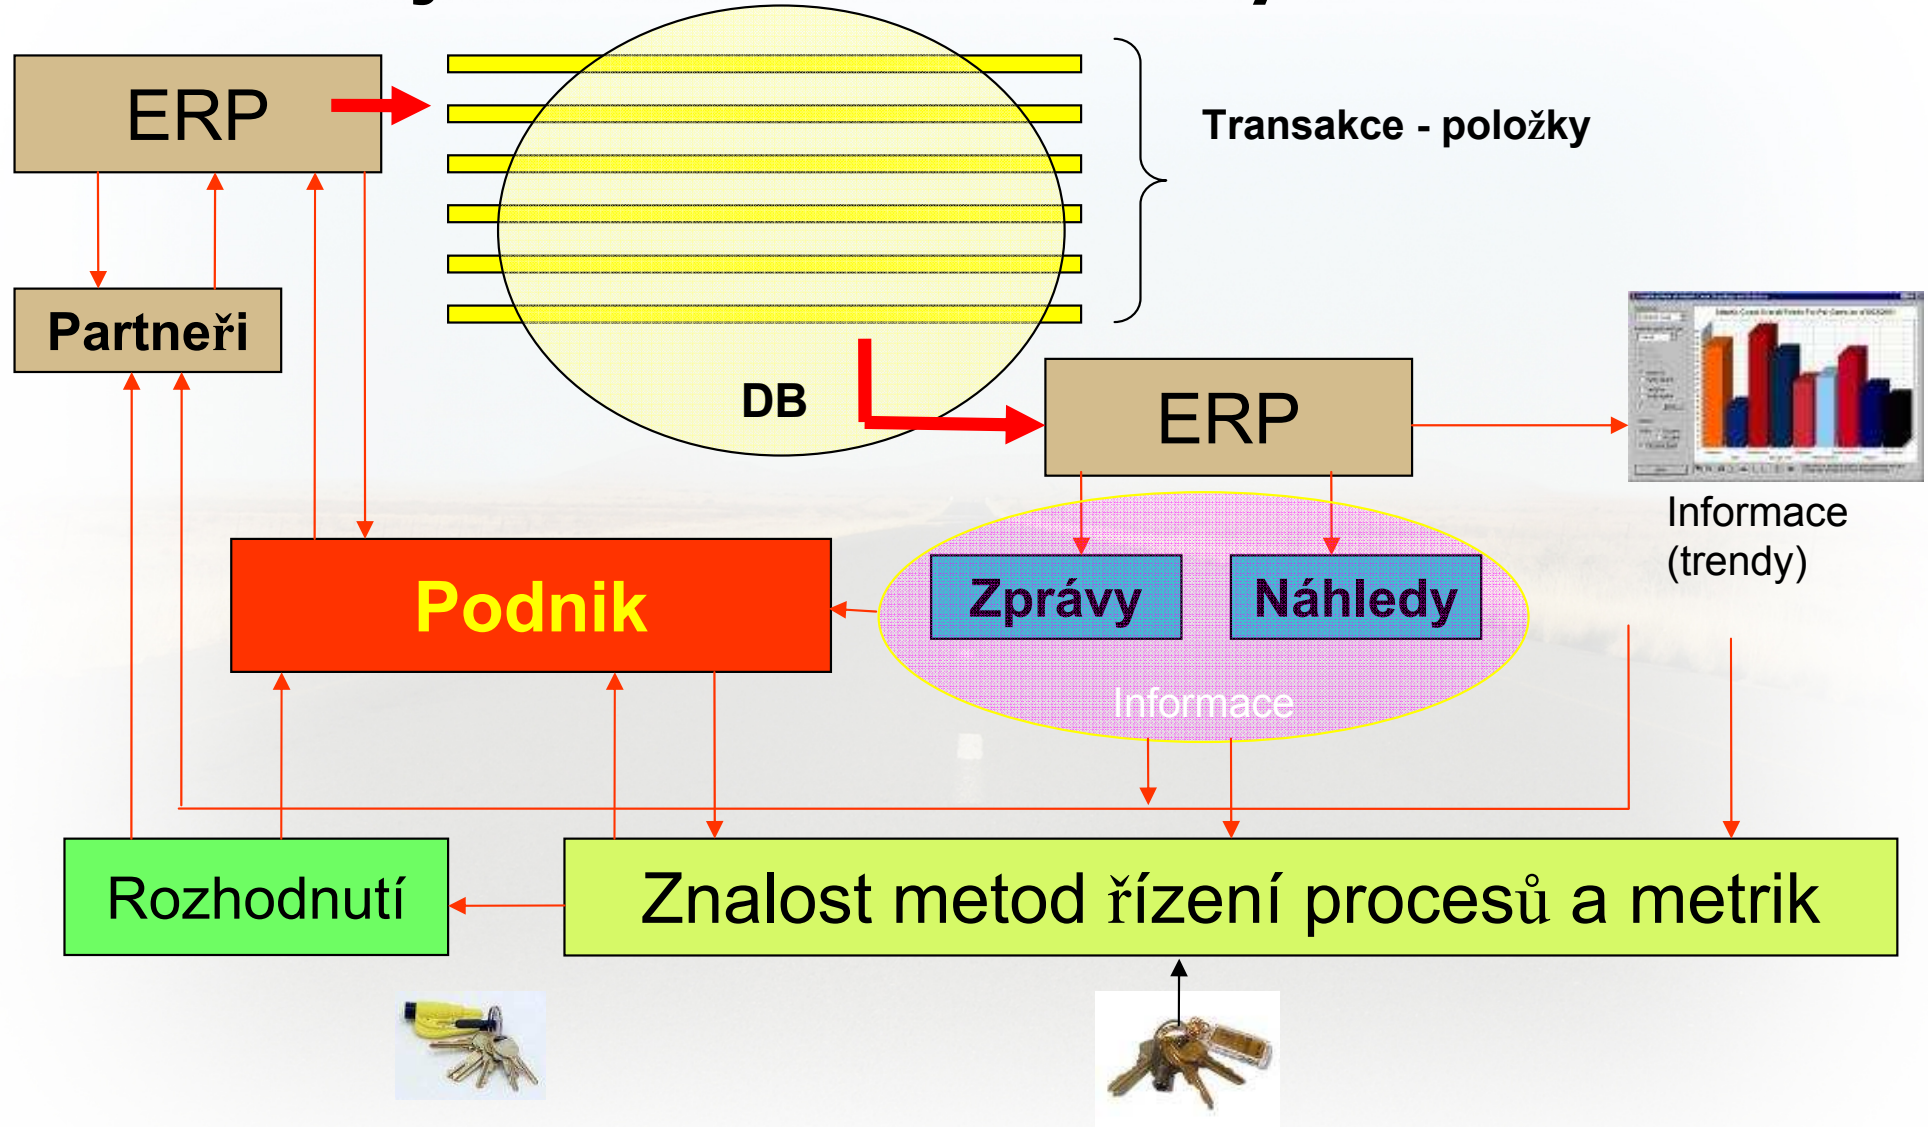 ERP
Transakce - položky
Partneři
DB
ERP
Informace
(trendy)
Podnik
Zprávy
Náhledy
Informace
Rozhodnutí
Znalost metod řízení procesů a metrik